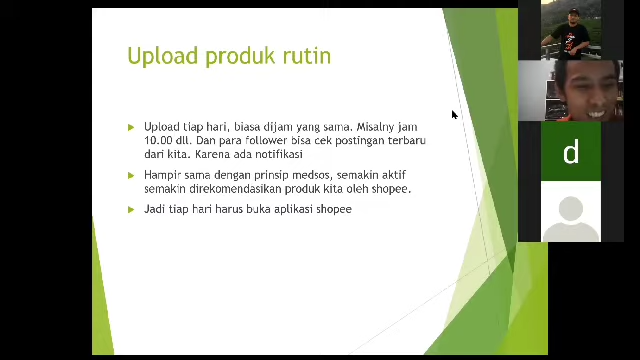 Upload produk rutin
Upload tiap hari, biasa dijam yang sama. Misalny jam
10.00 dll. Dan para follower bisa cek postingan terbaru
dari kita. Karena ada notifikasi
Hampir sama dengan prinsip medsos, semakin aktif
semakin direkomendasikan produk kita oleh shopee.
Jadi tiap hari harus buka aplikasi shopee
d